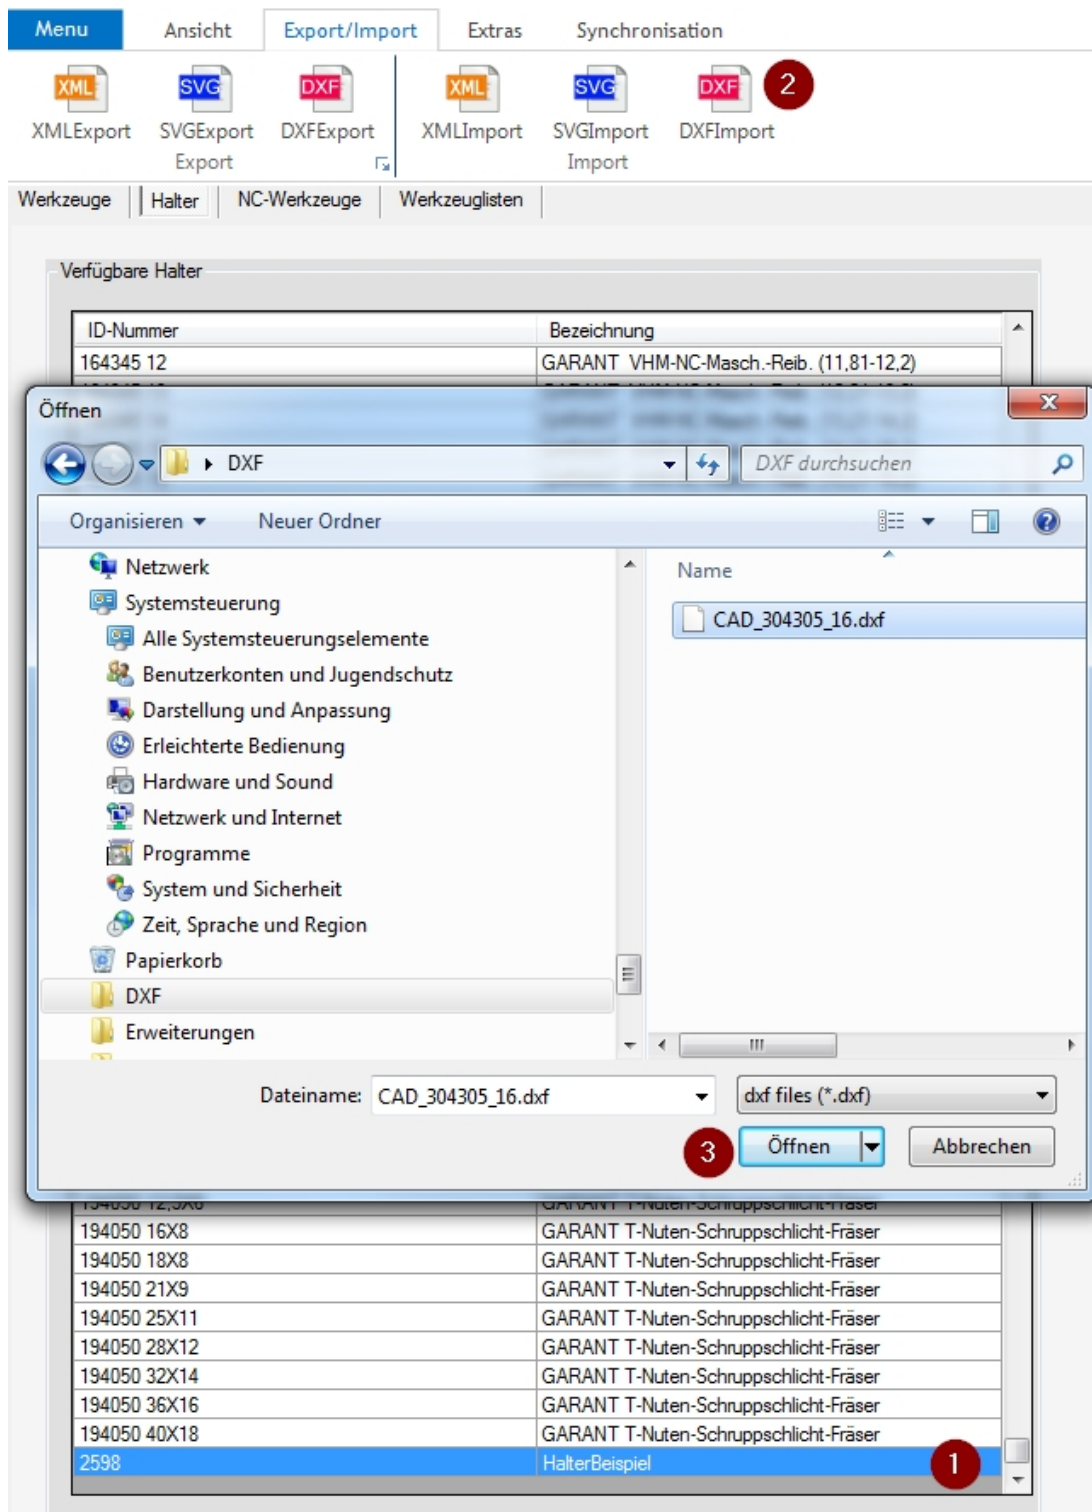 Menu Ansicht Export/Import Extras Synchronisation
XML SVG DXF XML SVG DXF 2
XMLExport SVGExport DXFExport XMLImport SVGImport DXFImport
Export Import
Werkzeuge Halter NC-Werkzeuge Werkzeuglisten
Verfügbare Halter
ID-Nummer Bezeichnung
164345 12 GARANT VHM-NC-Masch.-Reib. (11,81-12,2)
Öffnen
DXF DXF durchsuchen
Organisieren Neuer Ordner
Netzwerk
Systemsteuerung
Alle Systemsteuerungselemente
Benutzerkonten und Jugendschutz
Darstellung und Anpassung
Erleichterte Bedienung
Hardware und Sound
Netzwerk und Internet
Programme
System und Sicherheit
Zeit, Sprache und Region
Papierkorb
DXF
Erweiterungen
Name
CAD_304305_16.dxf
Dateiname: CAD_304305_16.dxf dxf files (*.dxf)
3 Öffnen Abbrechen
GARANT T-Nuten-Schruppschlicht-Fräser
194050 16X8 GARANT T-Nuten-Schruppschlicht-Fräser
194050 18X8 GARANT T-Nuten-Schruppschlicht-Fräser
194050 21X9 GARANT T-Nuten-Schruppschlicht-Fräser
194050 25X11 GARANT T-Nuten-Schruppschlicht-Fräser
194050 28X12 GARANT T-Nuten-Schruppschlicht-Fräser
194050 32X14 GARANT T-Nuten-Schruppschlicht-Fräser
194050 36X16 GARANT T-Nuten-Schruppschlicht-Fräser
194050 40X18 GARANT T-Nuten-Schruppschlicht-Fräser
2598 HalterBeispiel 1